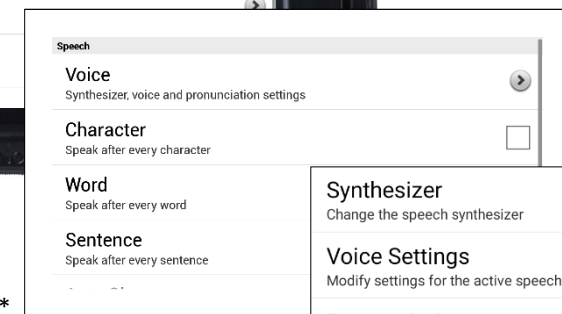 Speech
Voice
Synthesizer, voice and pronunciation settings
Character
Speak after every character
Word
Speak after every word
Sentence
Speak after every sentence
Synthesizer
Change the speech synthesizer
Voice Settings
Modify settings for the active speech
*